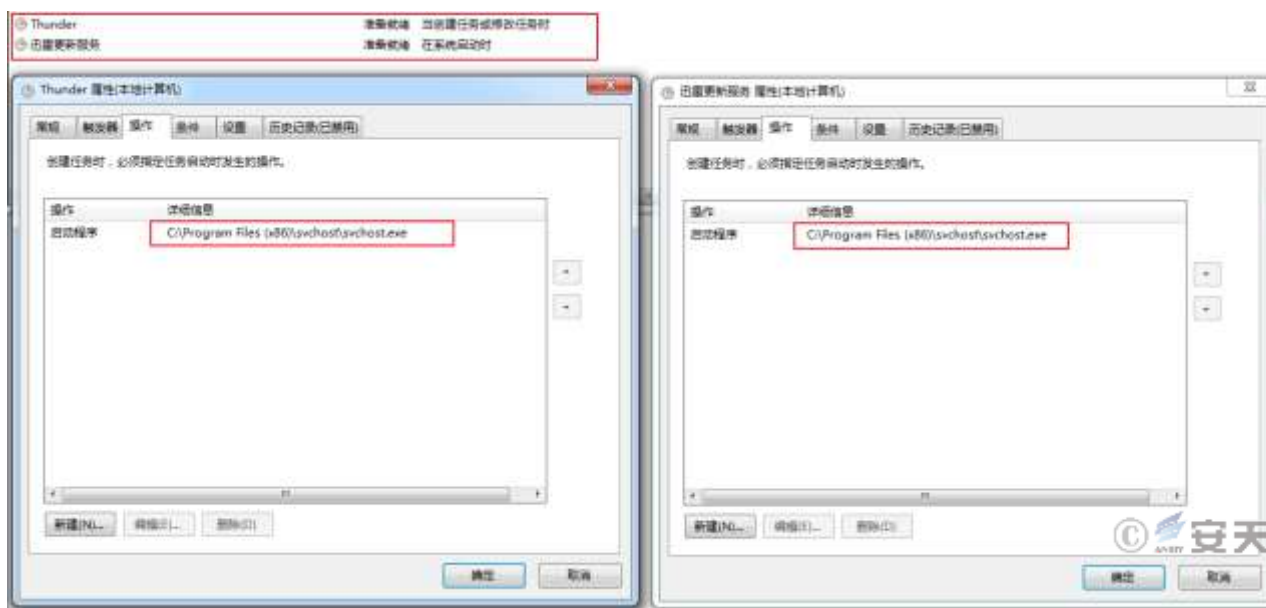 Thunder 准备就绪 当创建任务或修改任务时
迅雷更新服务 准备就绪 在系统启动时
Thunder 属性(本地计算机)
常规 触发器 操作 条件 设置 历史记录(已禁用)
创建任务时，必须指定任务启动时发生的操作。
操作 详细信息
启动程序 C:\Program Files (x86)\svchost\svchost.exe
新建(N)... 编辑(E)... 删除(D)
确定 取消
迅雷更新服务 属性(本地计算机)
常规 触发器 操作 条件 设置 历史记录(已禁用)
创建任务时，必须指定任务启动时发生的操作。
操作 详细信息
启动程序 C:\Program Files (x86)\svchost\svchost.exe
新建(N)... 编辑(E)... 删除(D)
确定 取消
© 安天
ANTIY